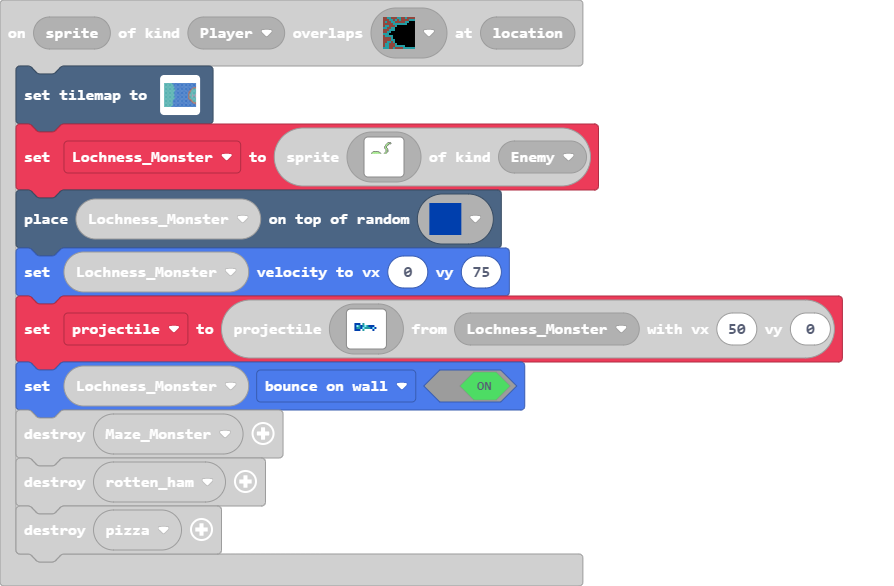 on sprite of kind Player overlaps at location
set tilemap to
set Lochness_Monster to sprite of kind Enemy
place Lochness_Monster on top of random
set Lochness_Monster velocity to vx 0 vy 75
set projectile to projectile from Lochness_Monster with vx 50 vy 0
set Lochness_Monster bounce on wall ON
destroy Maze_Monster
destroy rotten_ham
destroy pizza